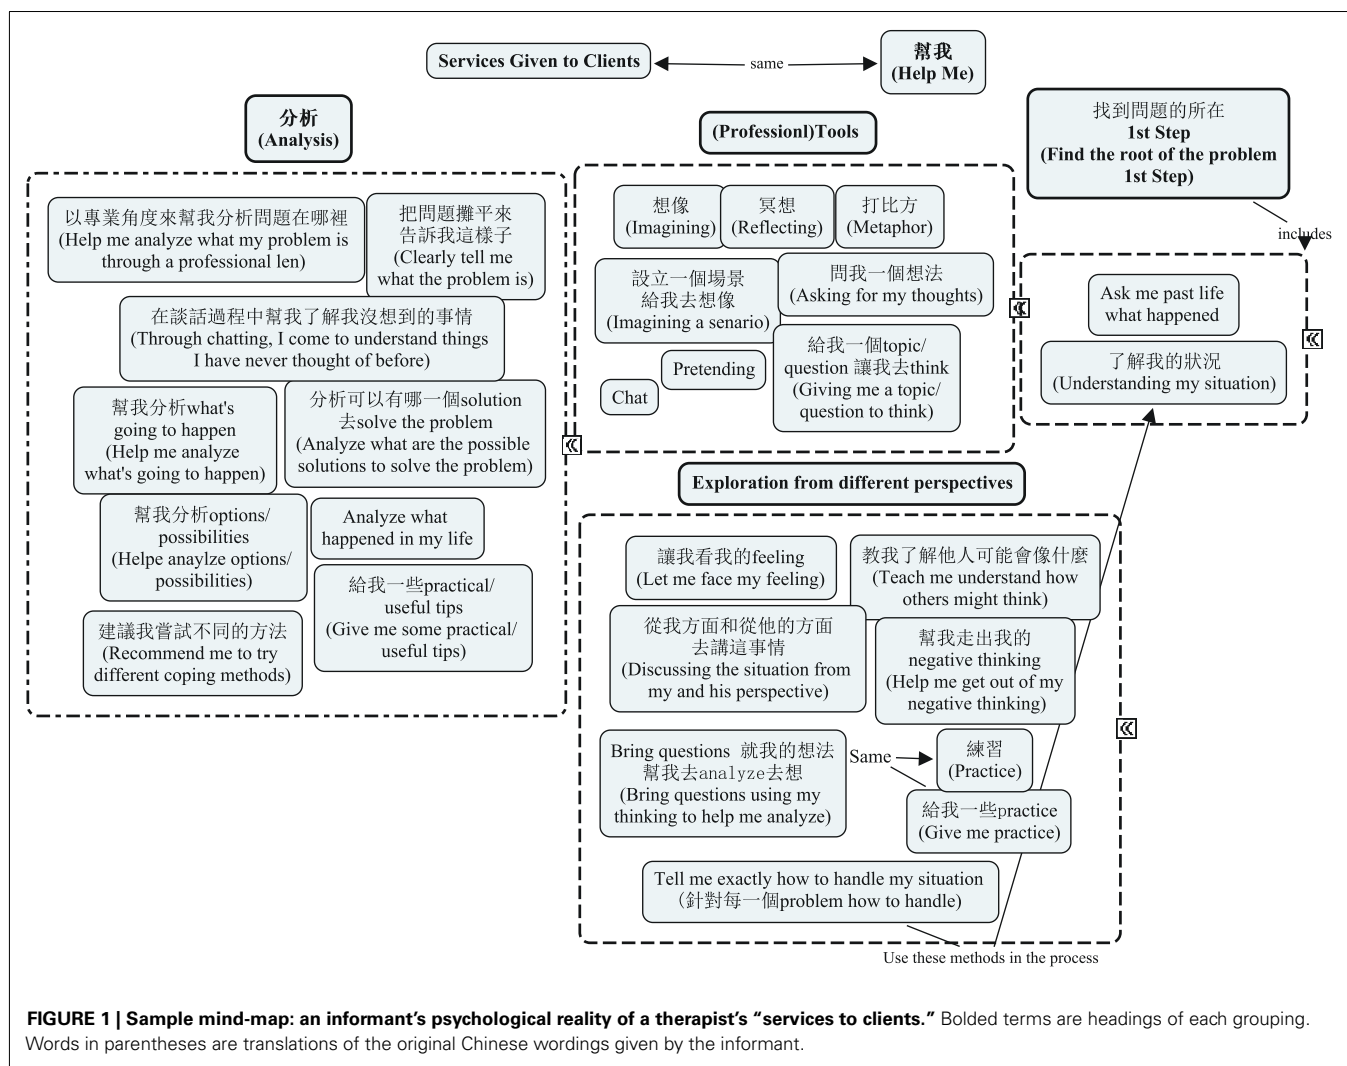 Services Given to Clients
same
幫我
(Help Me)
分析
(Analysis)
(Professionl)Tools
找到問題的所在
1st Step
(Find the root of the problem
1st Step)
includes
以專業角度來幫我分析問題在哪裡
(Help me analyze what my problem is
through a professional len)
把問題攤平來
告訴我這樣子
(Clearly tell me
what the problem is)
在談話過程中幫我了解我沒想到的事情
(Through chatting, I come to understand things
I have never thought of before)
幫我分析what's
going to happen
(Help me analyze
what's going to happen)
分析可以有哪一個solution
去solve the problem
(Analyze what are the possible
solutions to solve the problem)
幫我分析options/
possibilities
(Helpe anaylze options/
possibilities)
Analyze what
happened in my life
給我一些practical/
useful tips
(Give me some practical/
useful tips)
建議我嘗試不同的方法
(Recommend me to try
different coping methods)
想像
(Imagining)
冥想
(Reflecting)
打比方
(Metaphor)
設立一個場景
給我去想像
(Imagining a senario)
問我一個想法
(Asking for my thoughts)
Pretending
Chat
給我一個topic/
question 讓我去think
(Giving me a topic/
question to think)
Ask me past life
what happened
了解我的狀況
(Understanding my situation)
Exploration from different perspectives
讓我看我的feeling
(Let me face my feeling)
教我了解他人可能會像什麼
(Teach me understand how
others might think)
從我方面和從他的方面
去講這事情
(Discussing the situation from
my and his perspective)
幫我走出我的
negative thinking
(Help me get out of my
negative thinking)
Bring questions 就我的想法
幫我去analyze去想
(Bring questions using my
thinking to help me analyze)
Same
練習
(Practice)
給我一些practice
(Give me practice)
Tell me exactly how to handle my situation
(針對每一個problem how to handle)
Use these methods in the process
FIGURE 1 | Sample mind-map: an informant's psychological reality of a therapist's "services to clients." Bolded terms are headings of each grouping.
Words in parentheses are translations of the original Chinese wordings given by the informant.